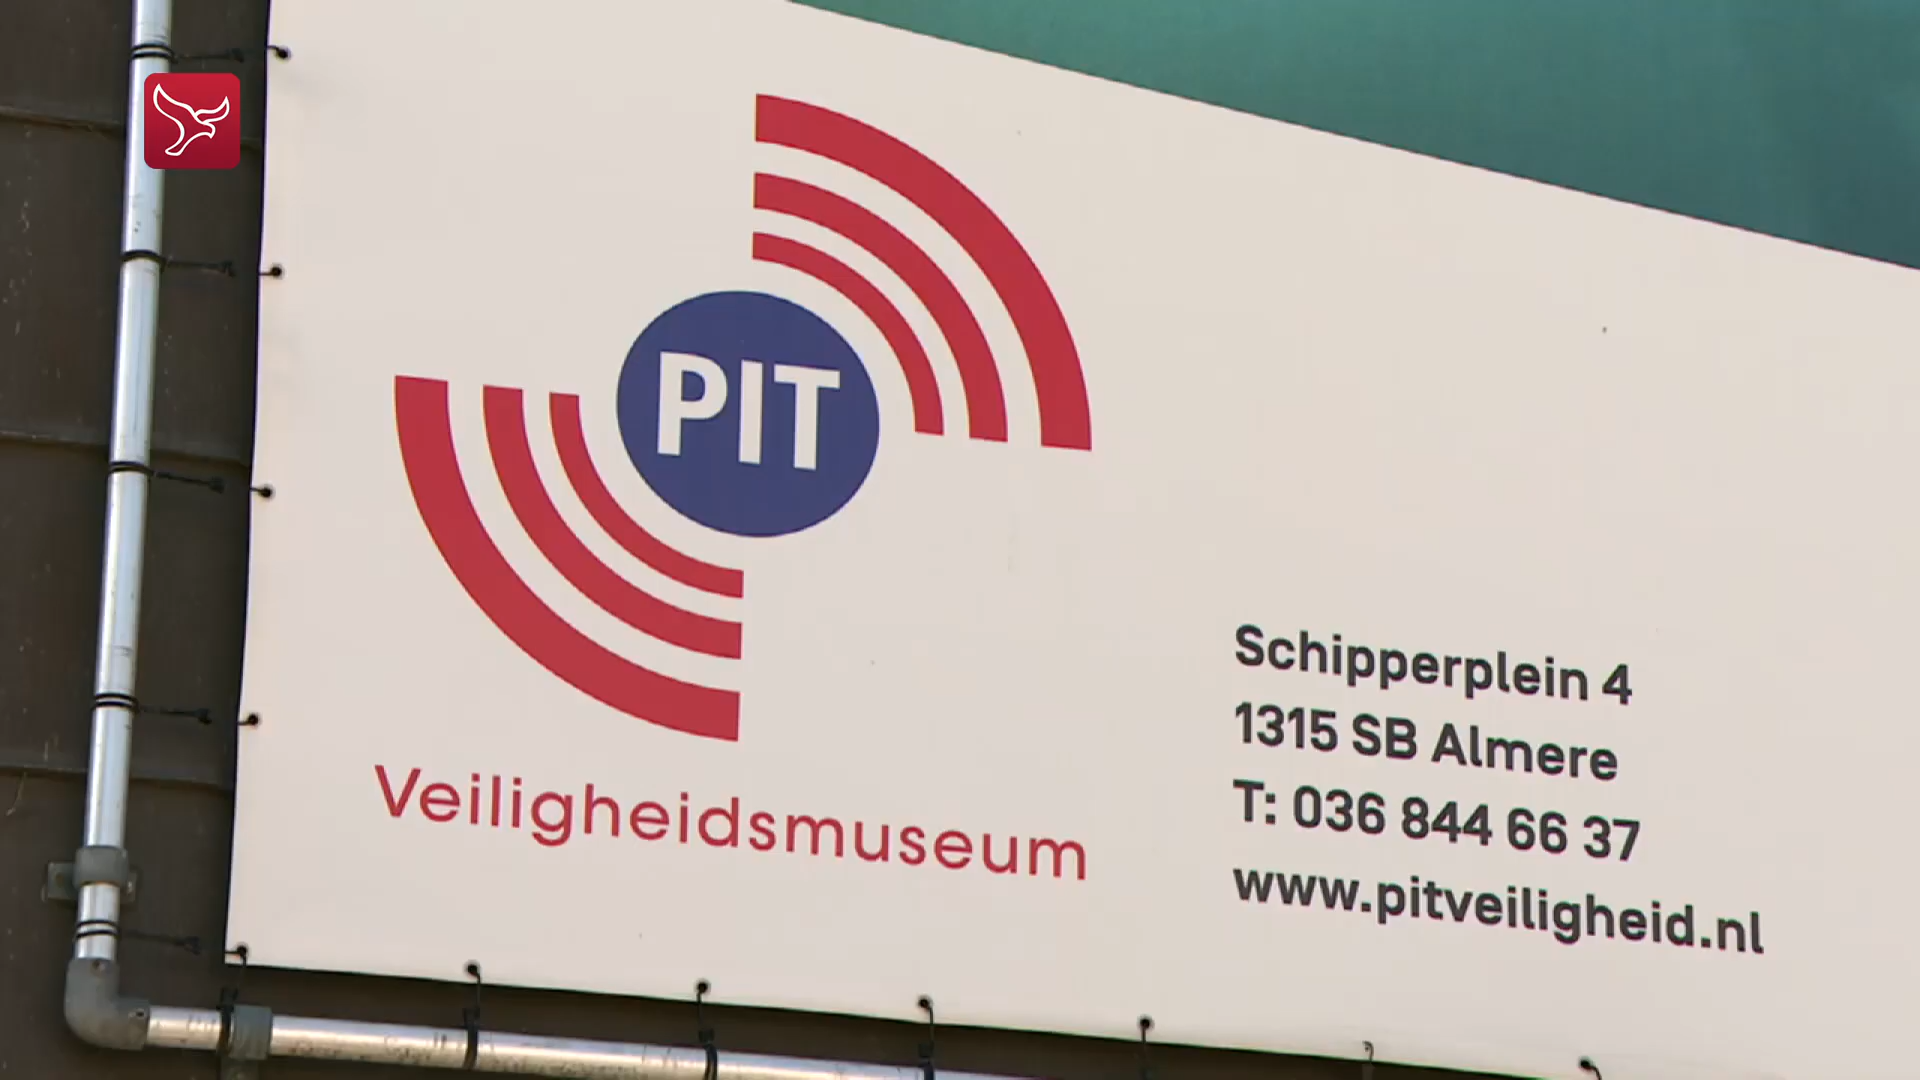 PIT
Veiligheidsmuseum
Schipperplein 4
1315 SB Almere
T: 036 844 66 37
www.pitveiligheid.nl